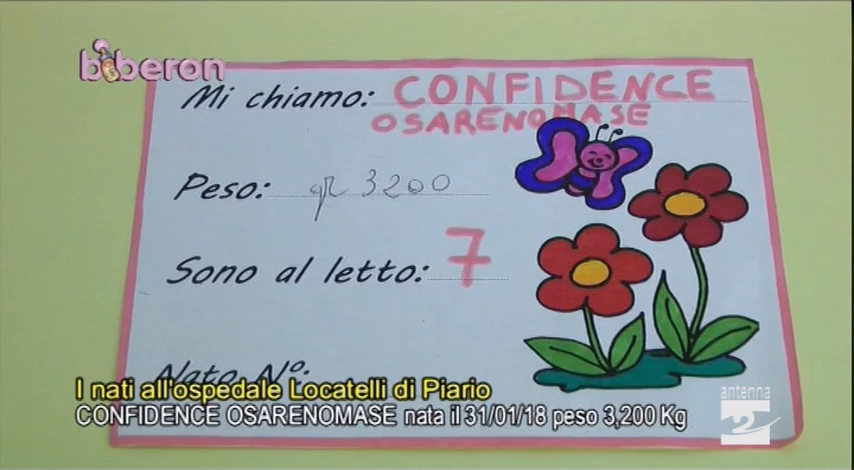 biberon
Mi chiamo: CONFIDENCE
OSARENOMASE
Peso: gr 3200
Sono al letto: 7
Nato N°:
I nati all'ospedale Locatelli di Piario
CONFIDENCE OSARENOMASE nata il 31/01/18 peso 3,200 Kg
antenna
2